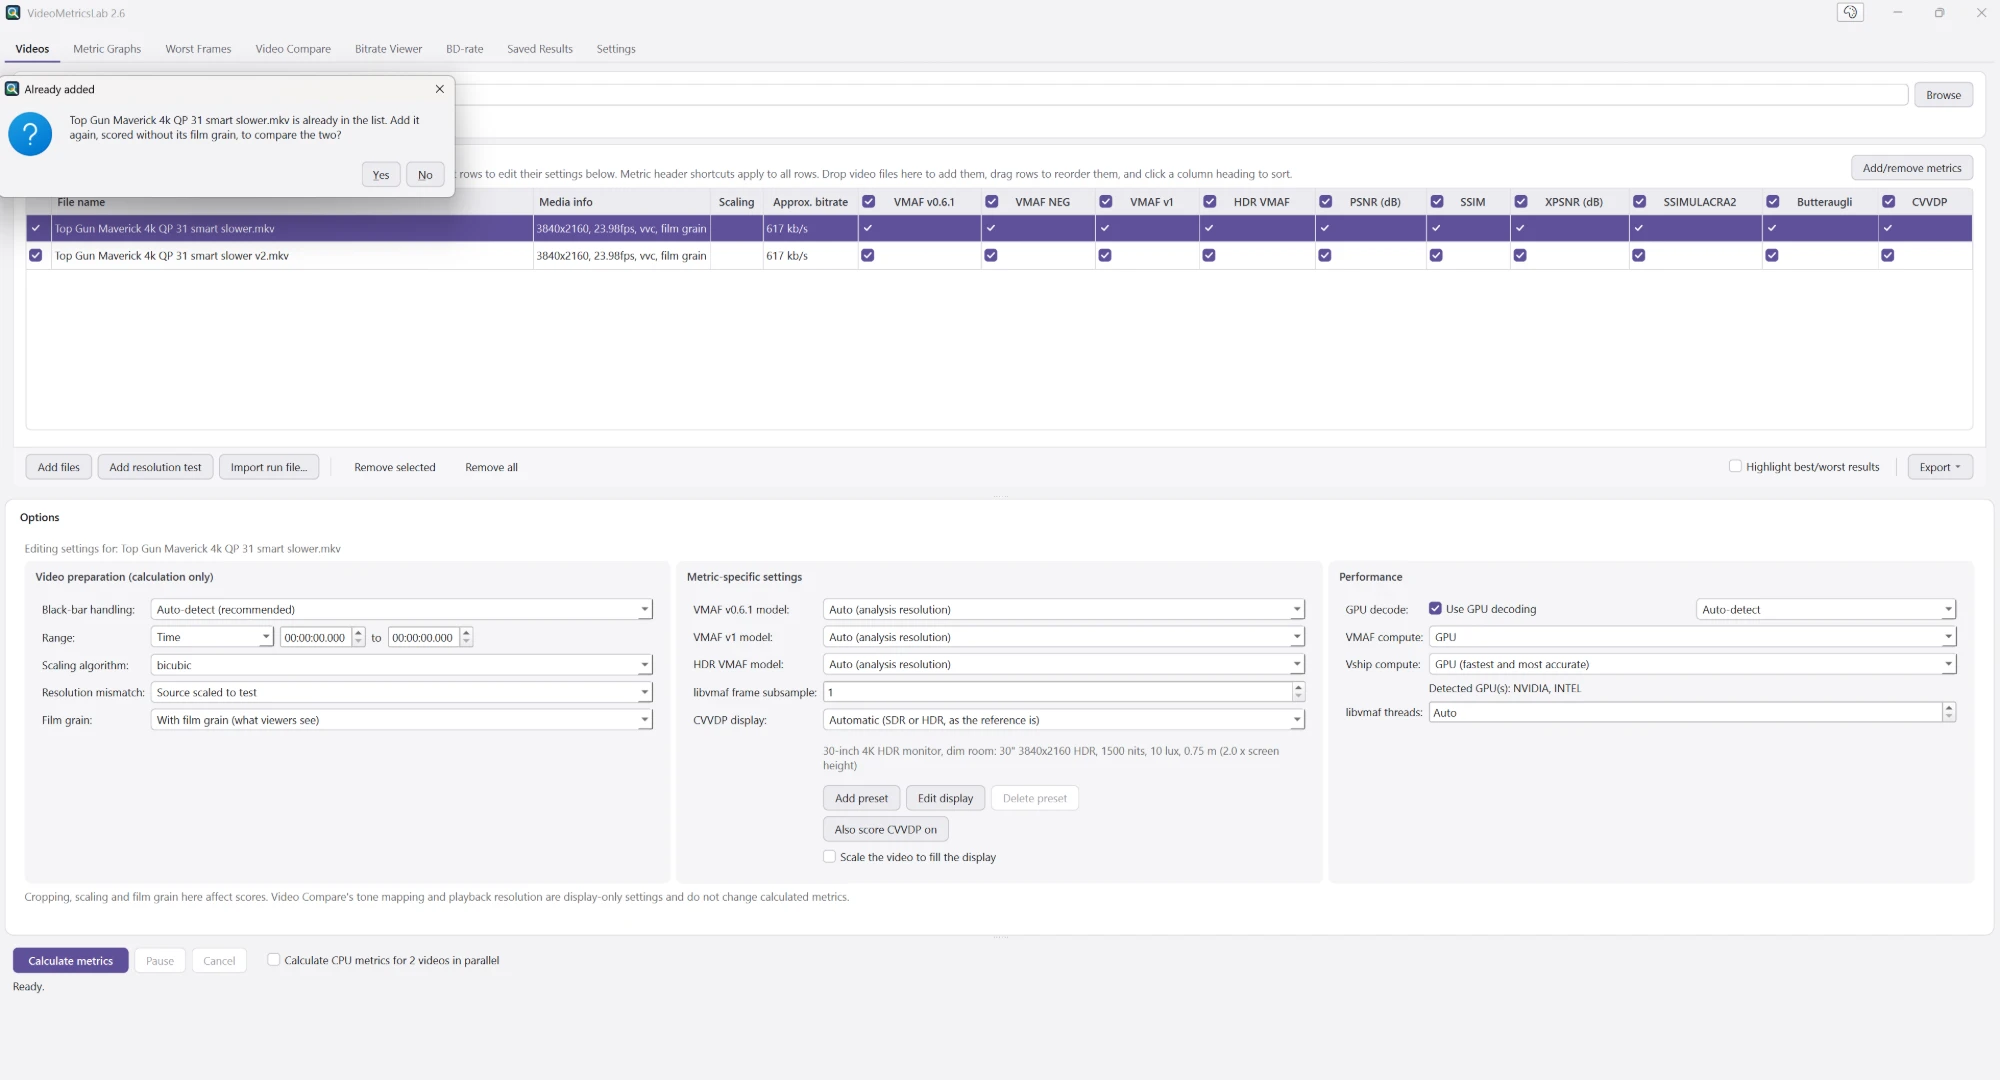 VideoMetricsLab 2.6
Videos Metric Graphs Worst Frames Video Compare Bitrate Viewer BD-rate Saved Results Settings
Already added
Top Gun Maverick 4k QP 31 smart slower.mkv is already in the list. Add it
again, scored without its film grain, to compare the two?
Yes No
Browse
rows to edit their settings below. Metric header shortcuts apply to all rows. Drop video files here to add them, drag rows to reorder them, and click a column heading to sort.
Add/remove metrics
File name Media info Scaling Approx. bitrate VMAF v0.6.1 VMAF NEG VMAF v1 HDR VMAF PSNR (dB) SSIM XPSNR (dB) SSIMULACRA2 Butteraugli CVVDP
Top Gun Maverick 4k QP 31 smart slower.mkv 3840x2160, 23.98fps, vvc, film grain 617 kb/s
Top Gun Maverick 4k QP 31 smart slower v2.mkv 3840x2160, 23.98fps, vvc, film grain 617 kb/s
Add files Add resolution test Import run file... Remove selected Remove all Highlight best/worst results Export
Options
Editing settings for: Top Gun Maverick 4k QP 31 smart slower.mkv
Video preparation (calculation only)
Black-bar handling: Auto-detect (recommended)
Range: Time 00:00:00.000 to 00:00:00.000
Scaling algorithm: bicubic
Resolution mismatch: Source scaled to test
Film grain: With film grain (what viewers see)
Metric-specific settings
VMAF v0.6.1 model: Auto (analysis resolution)
VMAF v1 model: Auto (analysis resolution)
HDR VMAF model: Auto (analysis resolution)
libvmaf frame subsample: 1
CVVDP display: Automatic (SDR or HDR, as the reference is)
30-inch 4K HDR monitor, dim room: 30" 3840x2160 HDR, 1500 nits, 10 lux, 0.75 m (2.0 x screen
height)
Add preset Edit display Delete preset
Also score CVVDP on
Scale the video to fill the display
Performance
GPU decode: Use GPU decoding Auto-detect
VMAF compute: GPU
Vship compute: GPU (fastest and most accurate)
Detected GPU(s): NVIDIA, INTEL
libvmaf threads: Auto
Cropping, scaling and film grain here affect scores. Video Compare's tone mapping and playback resolution are display-only settings and do not change calculated metrics.
Calculate metrics Pause Cancel Calculate CPU metrics for 2 videos in parallel
Ready.